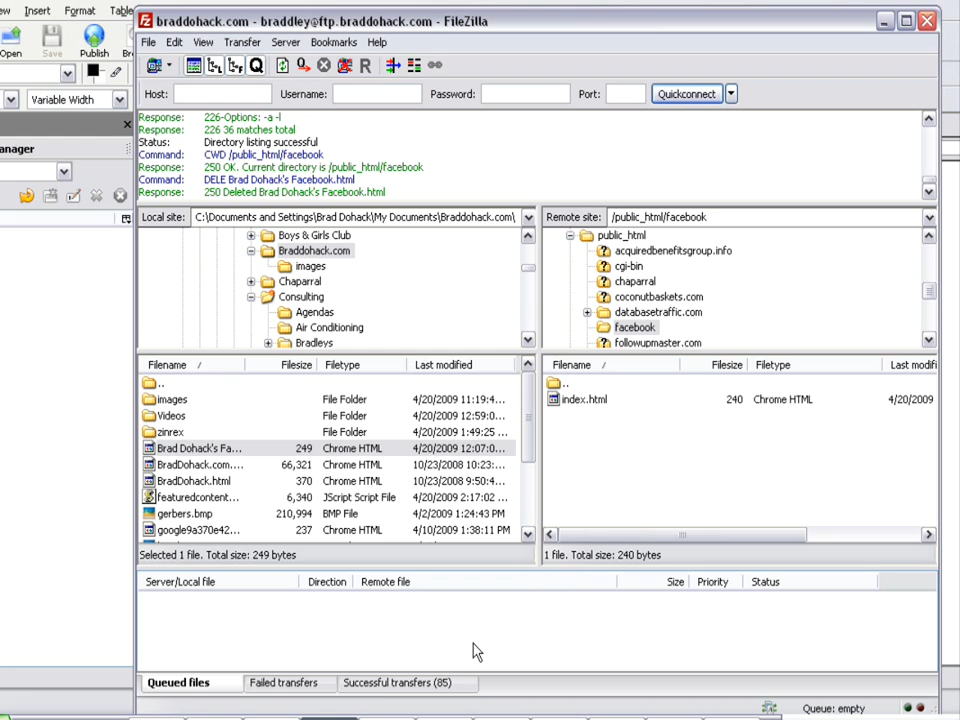 ew Insert Format Table
Open Save Publish Br
Variable Width
anager
braddohack.com - braddley@ftp.braddohack.com - FileZilla
File Edit View Transfer Server Bookmarks Help
Host: Username: Password: Port: Quickconnect
Response: 226-Options: -a -l
Response: 226 36 matches total
Status: Directory listing successful
Command: CWD /public_html/facebook
Response: 250 OK. Current directory is /public_html/facebook
Command: DELE Brad Dohack's Facebook.html
Response: 250 Deleted Brad Dohack's Facebook.html
Local site: C:\Documents and Settings\Brad Dohack\My Documents\Braddohack.com\
Boys & Girls Club
Braddohack.com
images
Chaparral
Consulting
Agendas
Air Conditioning
Bradleys
Remote site: /public_html/facebook
public_html
acquiredbenefitsgroup.info
cgi-bin
chaparral
coconutbaskets.com
databasetraffic.com
facebook
followupmaster.com
Filename / Filesize Filetype Last modified
..
images File Folder 4/20/2009 11:19:4...
Videos File Folder 4/20/2009 12:59:0...
zinrex File Folder 4/20/2009 1:49:25 ...
Brad Dohack's Fa... 249 Chrome HTML 4/20/2009 12:07:0...
BradDohack.com.... 66,321 Chrome HTML 10/23/2008 10:23:...
BradDohack.html 370 Chrome HTML 10/23/2008 9:50:4...
featuredcontent... 6,340 JScript Script File 4/20/2009 2:17:02 ...
gerbers.bmp 210,994 BMP File 4/2/2009 1:24:43 PM
google9a370e42... 237 Chrome HTML 4/10/2009 1:38:11 PM
Selected 1 file. Total size: 249 bytes
Filename / Filesize Filetype Last modifi
..
index.html 240 Chrome HTML 4/20/2009
1 file. Total size: 240 bytes
Server/Local file Direction Remote file Size Priority Status
Queued files Failed transfers Successful transfers (85)
Queue: empty